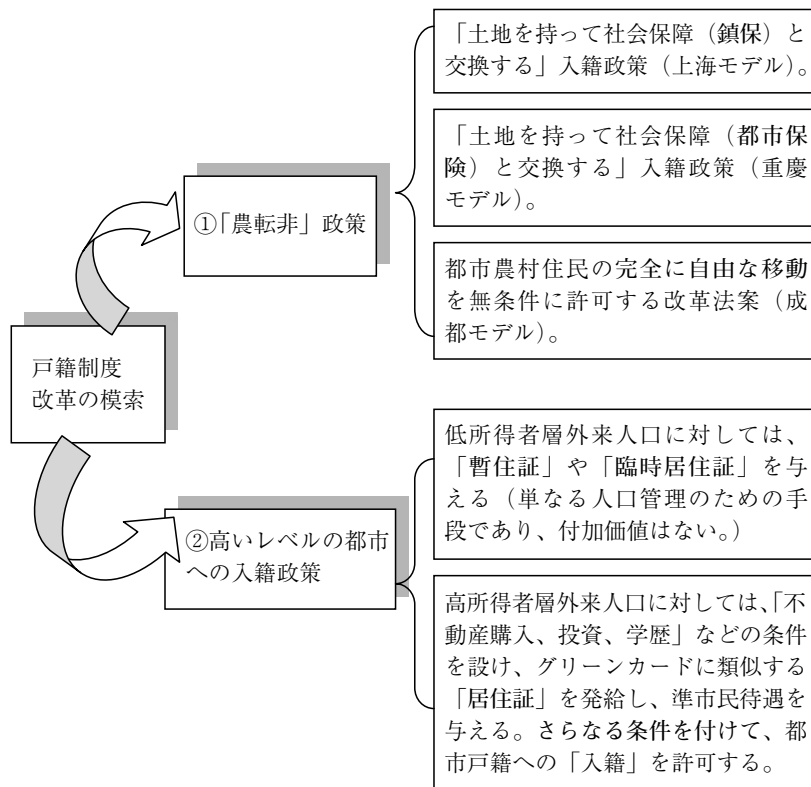 「土地を持って社会保障（鎮保）と
交換する」入籍政策（上海モデル）。
「土地を持って社会保障（都市保
険）と交換する」入籍政策（重慶
モデル）。
①「農転非」政策
都市農村住民の完全に自由な移動
を無条件に許可する改革法案（成
都モデル）。
戸籍制度
改革の模索
低所得者層外来人口に対しては、
「暫住証」や「臨時居住証」を与
える（単なる人口管理のための手
段であり、付加価値はない。）
②高いレベルの都市
への入籍政策
高所得者層外来人口に対しては、「不
動産購入、投資、学歴」などの条件
を設け、グリーンカードに類似する
「居住証」を発給し、準市民待遇を
与える。さらなる条件を付けて、都
市戸籍への「入籍」を許可する。